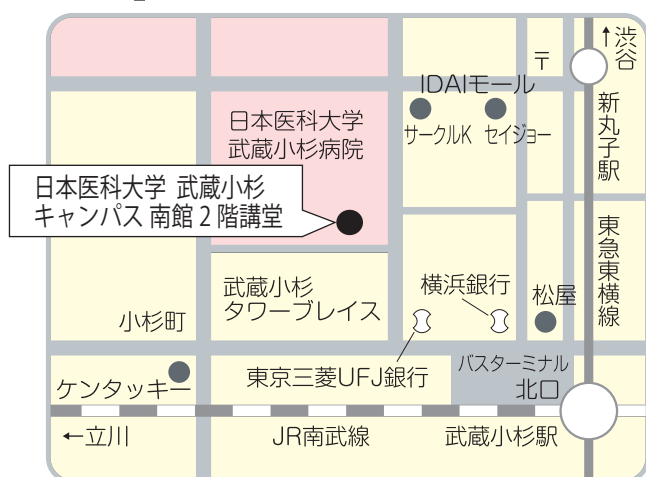 ↑渋谷
〒
IDAIモール
サークルK セイジョー
新丸子駅
日本医科大学
武蔵小杉病院
日本医科大学 武蔵小杉
キャンパス 南館2階講堂
東急東横線
武蔵小杉
タワープレイス
横浜銀行
松屋
小杉町
ケンタッキー
東京三菱UFJ銀行
バスターミナル
北口
←立川
JR南武線
武蔵小杉駅